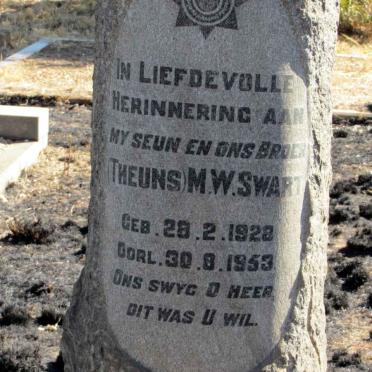 IN LIEFDEVOLLE
HERINNERING AAN
MY SEUN EN ONS BROER
(THEUNS) M.W. SWART
GEB. 28. 2. 1928
OORL. 30. 8. 1953
ONS SWYG O HEER
DIT WAS U WIL.